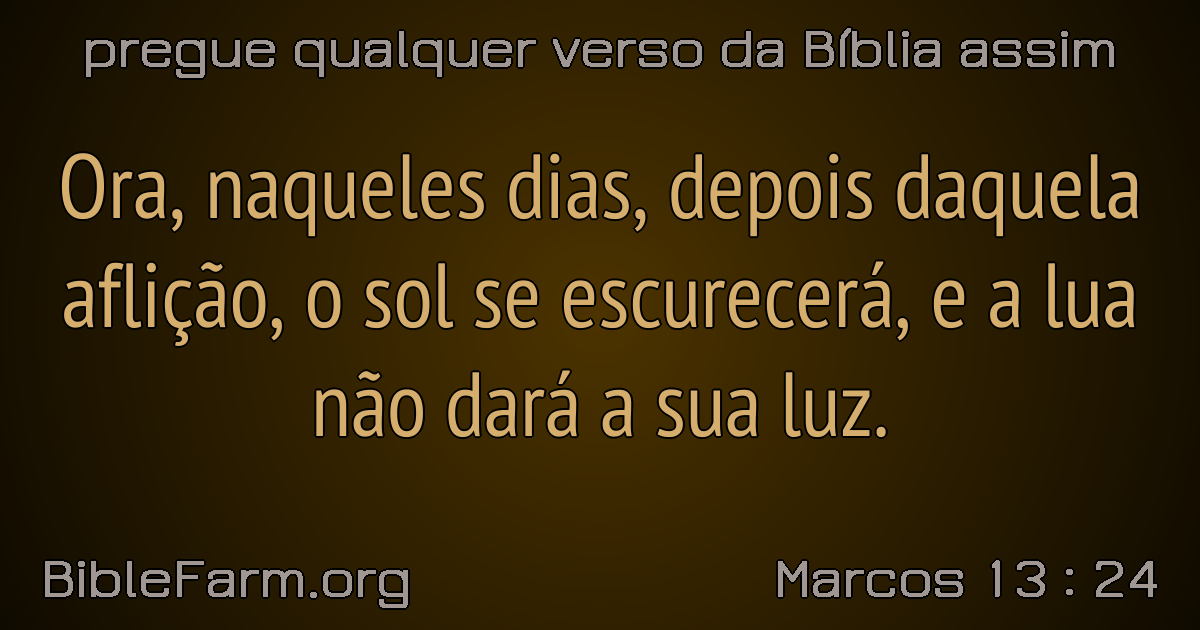 pregue qualquer verso da Bíblia assim
Ora, naqueles dias, depois daquela
aflição, o sol se escurecerá, e a lua
não dará a sua luz.
BibleFarm.org
Marcos 13 : 24